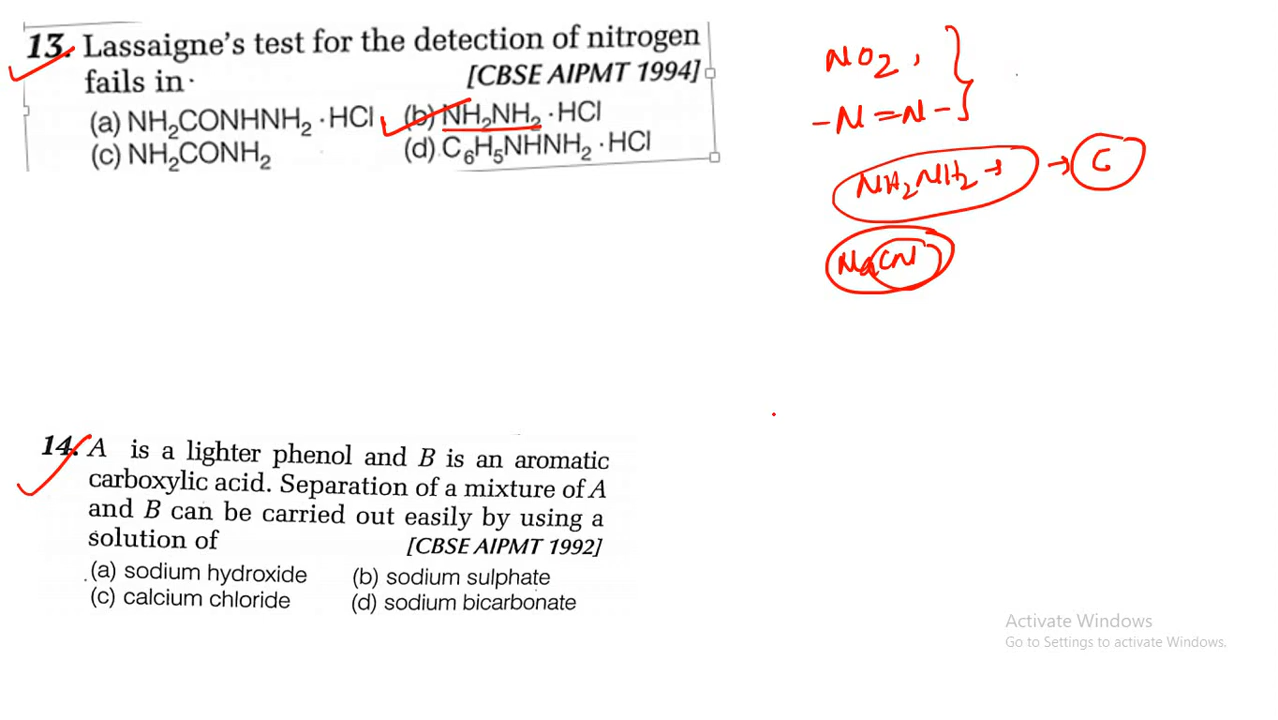 13. Lassaigne's test for the detection of nitrogen
fails in· [CBSE AIPMT 1994]
(a) NH₂CONHNH₂ ·HCl (b) NH₂NH₂ ·HCl
(c) NH₂CONH₂ (d) C₆H₅NHNH₂ ·HCl
NO₂ ,
-N=N-
NH₂NH₂ → → C
NaCN
14. A is a lighter phenol and B is an aromatic
carboxylic acid. Separation of a mixture of A
and B can be carried out easily by using a
solution of [CBSE AIPMT 1992]
(a) sodium hydroxide (b) sodium sulphate
(c) calcium chloride (d) sodium bicarbonate
Activate Windows
Go to Settings to activate Windows.